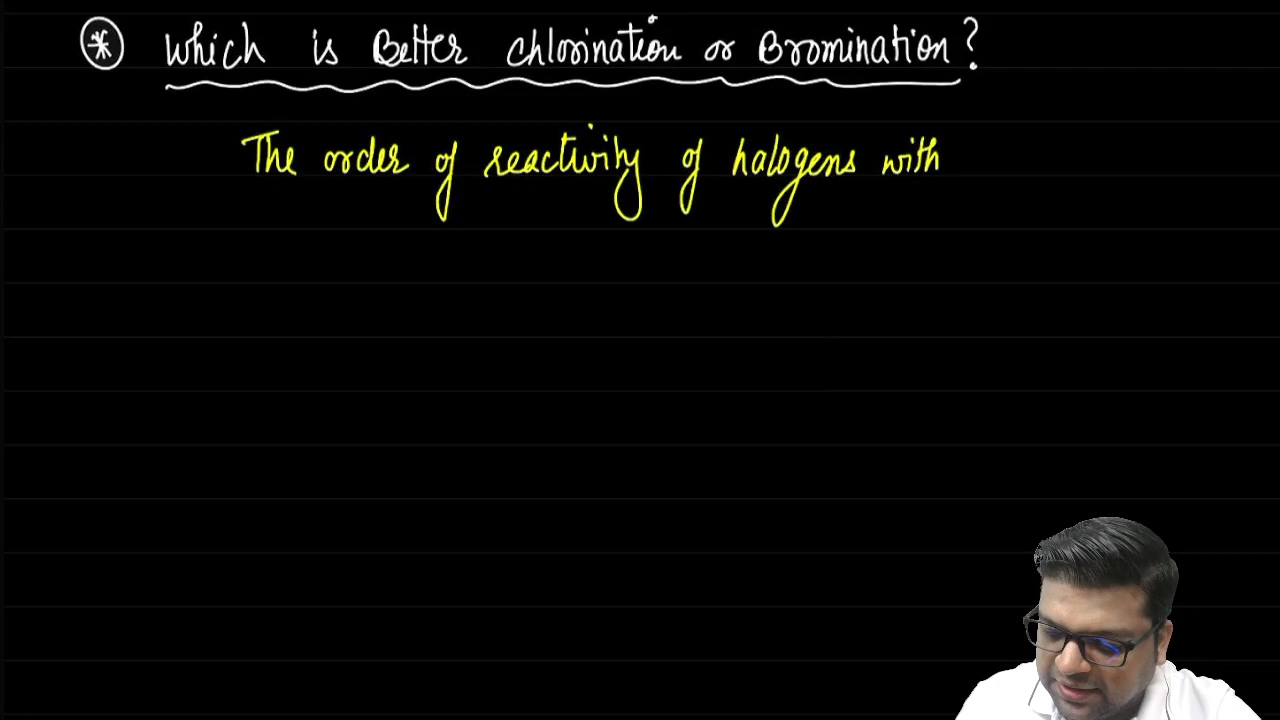 * Which is Better chlorination or Bromination?
The order of reactivity of halogens with